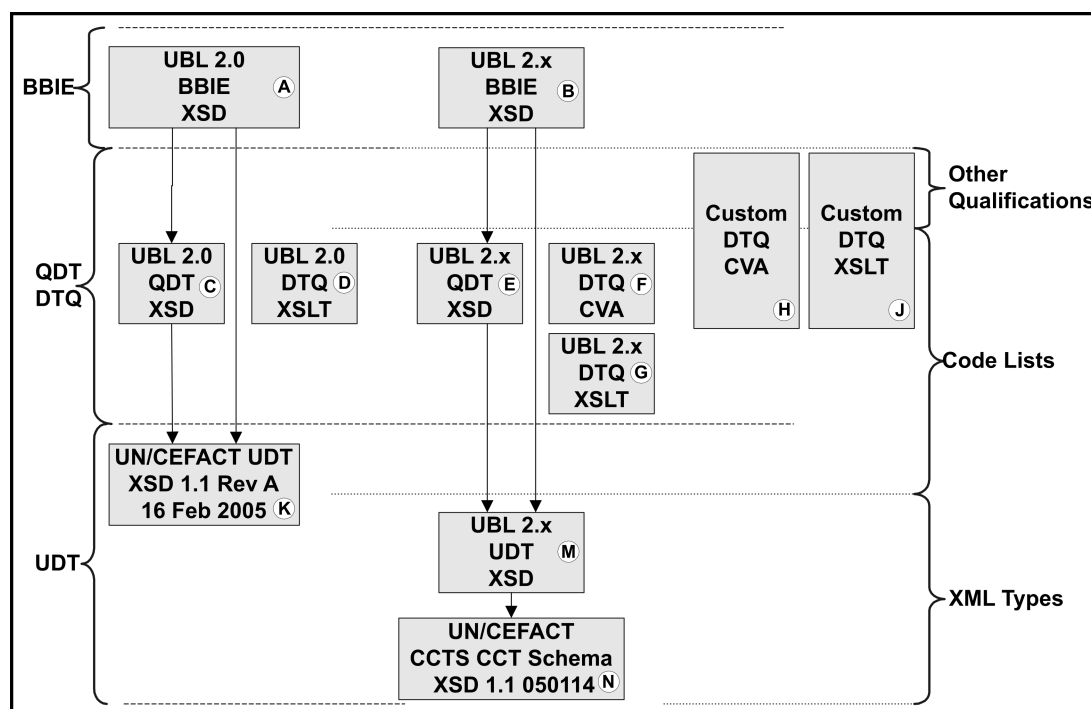 BBIE
UBL 2.0
BBIE
XSD
A
UBL 2.x
BBIE
XSD
B
Other
Qualifications
Custom
DTQ
CVA
H
Custom
DTQ
XSLT
J
QDT
DTQ
UBL 2.0
QDT
XSD
C
UBL 2.0
DTQ
XSLT
D
UBL 2.x
QDT
XSD
E
UBL 2.x
DTQ
CVA
F
UBL 2.x
DTQ
XSLT
G
Code Lists
UN/CEFACT UDT
XSD 1.1 Rev A
16 Feb 2005
K
UDT
UBL 2.x
UDT
XSD
M
XML Types
UN/CEFACT
CCTS CCT Schema
XSD 1.1 050114
N